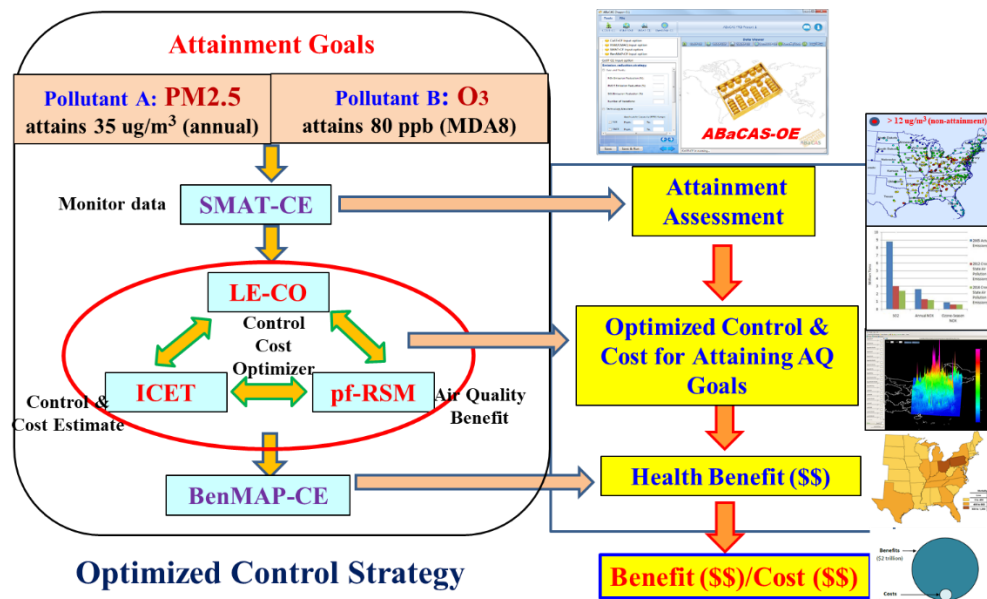 Attainment Goals
Pollutant A: PM2.5
attains 35 ug/m³ (annual)
Pollutant B: O3
attains 80 ppb (MDA8)
Monitor data
SMAT-CE
LE-CO
Control
Cost
Optimizer
ICET
pf-RSM
Control &
Cost Estimate
Air Quality
Benefit
BenMAP-CE
Optimized Control Strategy
ABaCAS-OE
Attainment
Assessment
Optimized Control &
Cost for Attaining AQ
Goals
Health Benefit ($$)
Benefit ($$)/Cost ($$)
> 12 ug/m³ (non-attainment)
Benefits
($2 trillion)
Costs